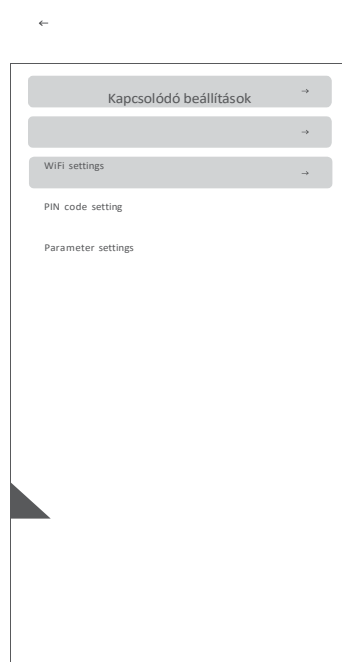 ←
Kapcsolódó beállítások →
→
WiFi settings →
PIN code setting
Parameter settings